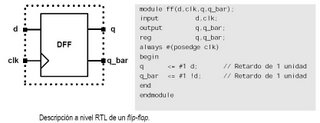 d
clk
DFF
q
q_bar
module ff(d,clk,q,q_bar);
input d,clk;
output q,q_bar;
reg q,q_bar;
always #(posedge clk)
begin
q <= #1 d; // Retardo de 1 unidad
q_bar <= #1 !d; // Retardo de 1 unidad
end
endmodule
Descripción a nivel RTL de un flip-flop.